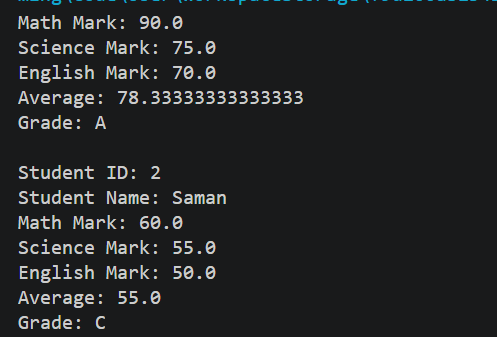 Math Mark: 90.0
Science Mark: 75.0
English Mark: 70.0
Average: 78.33333333333333
Grade: A
Student ID: 2
Student Name: Saman
Math Mark: 60.0
Science Mark: 55.0
English Mark: 50.0
Average: 55.0
Grade: C